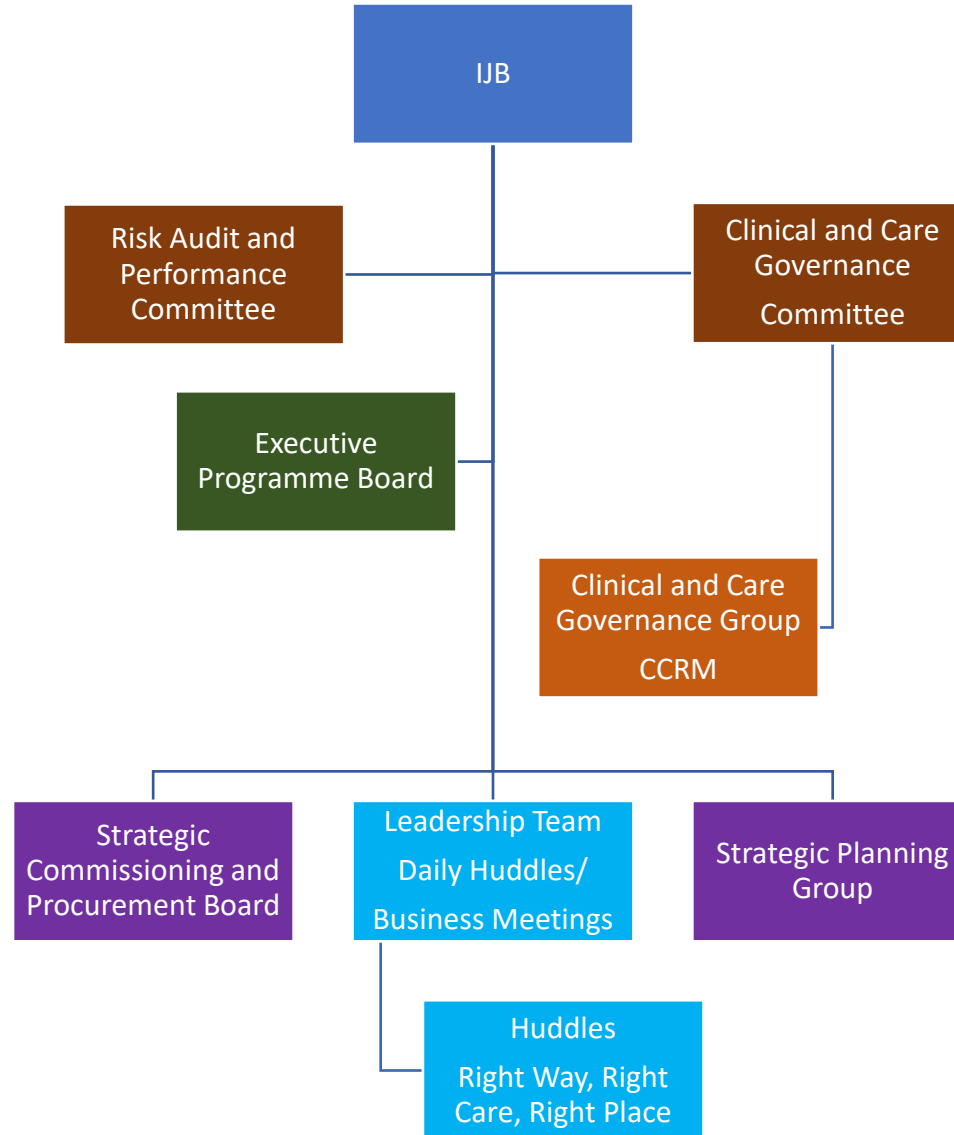 IJB
Risk Audit and
Performance
Committee
Clinical and Care
Governance
Committee
Executive
Programme Board
Clinical and Care
Governance Group
CCRM
Strategic
Commissioning and
Procurement Board
Leadership Team
Daily Huddles/
Business Meetings
Strategic Planning
Group
Huddles
Right Way, Right
Care, Right Place